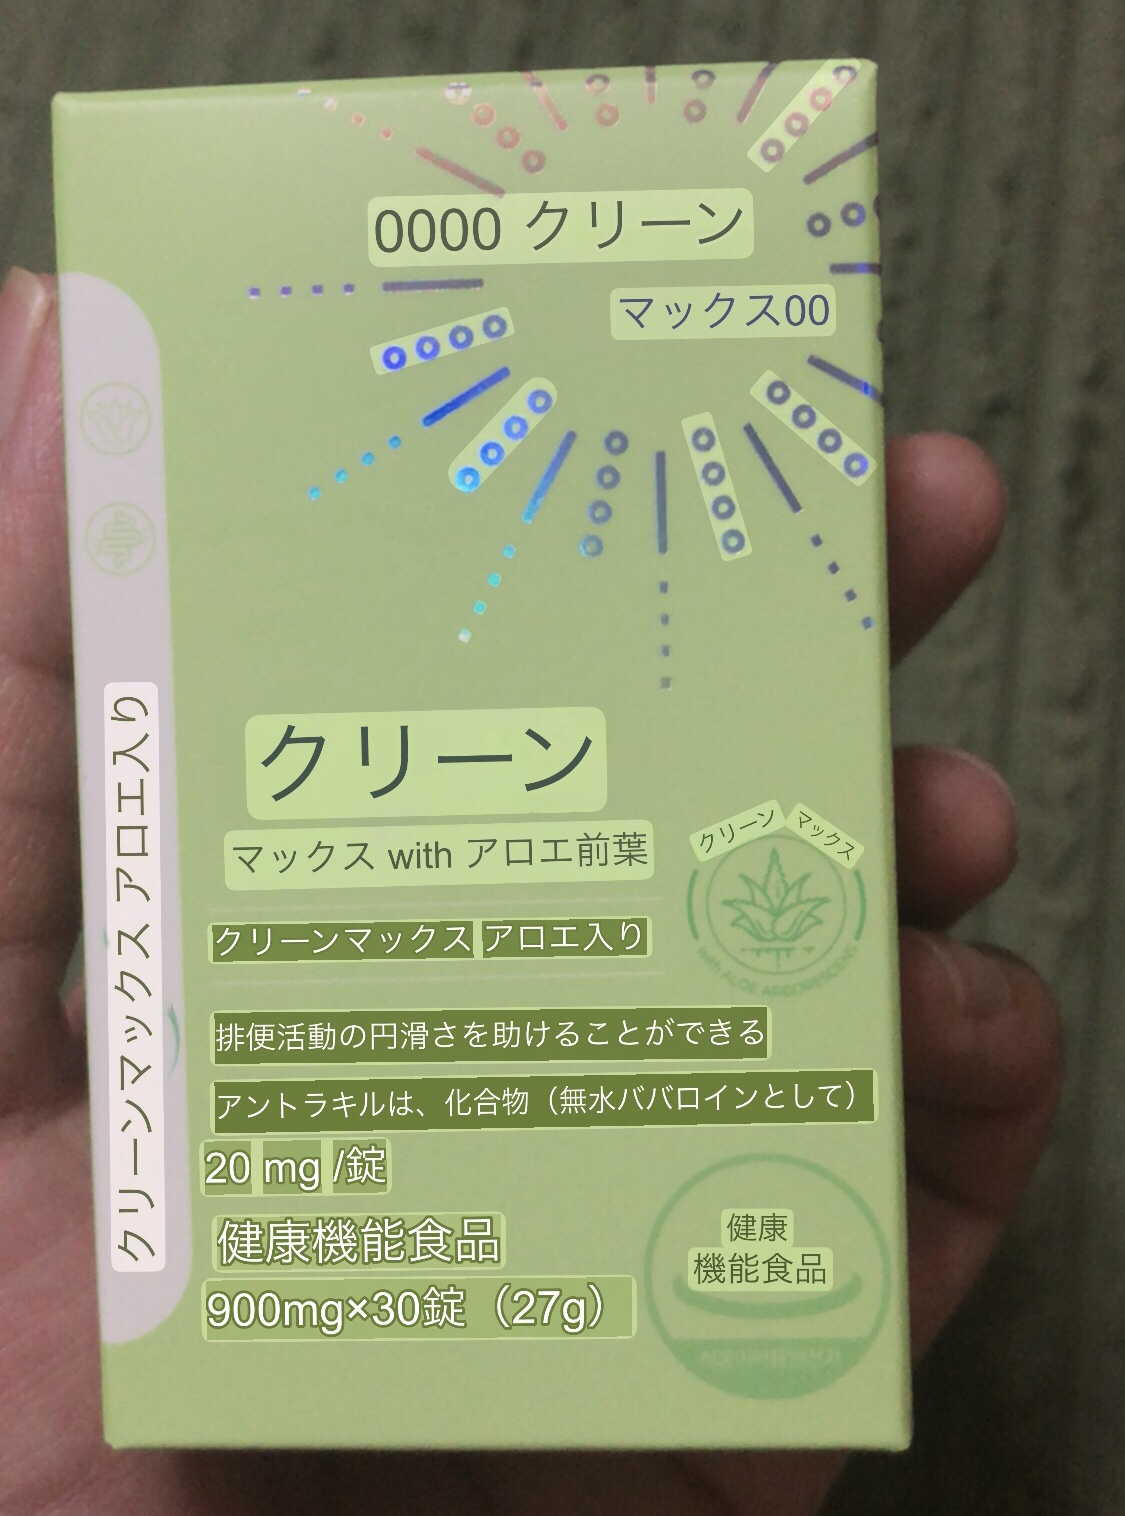 0000 クリーン
マックス00
クリーン
マックス with アロエ前葉
クリーン マックス
with ALOE ARBORESCENS
クリーンマックス アロエ入り
排便活動の円滑さを助けることができる
アントラキルは、化合物（無水ババロインとして）
20 mg /錠
健康機能食品
900mg×30錠（27g）
健康
機能食品
クリーンマックス アロエ入り